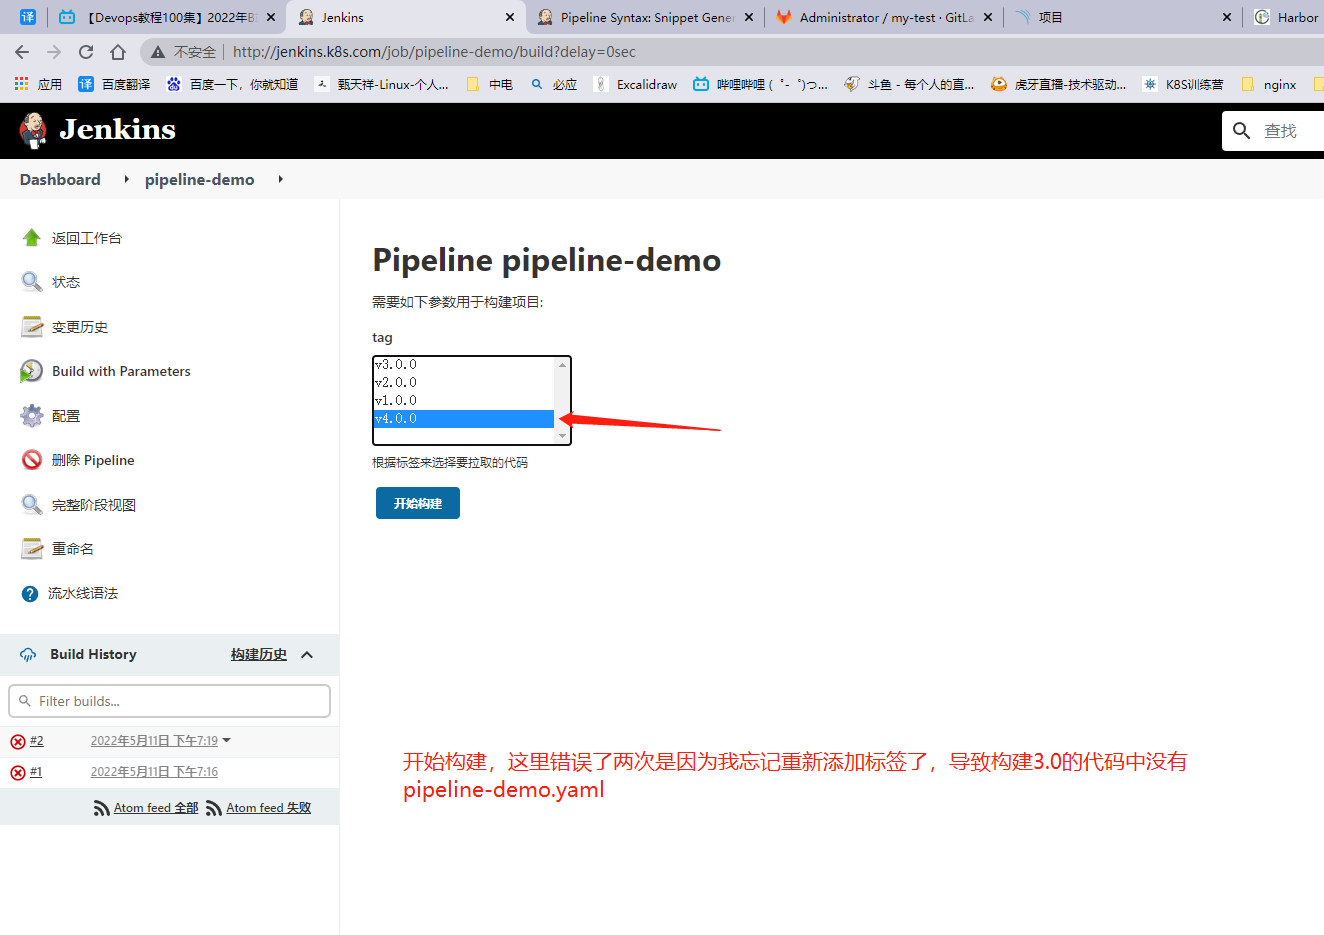 译
【Devops教程100集】2022年B
Jenkins
Pipeline Syntax: Snippet Gener
Administrator / my-test · GitLa
项目
Harbor
不安全
http://jenkins.k8s.com/job/pipeline-demo/build?delay=0sec
应用
译
百度翻译
百度一下，你就知道
甄天祥-Linux-个人...
中电
必应
Excalidraw
哔哩哔哩 ( ゜- ゜)つ...
斗鱼 - 每个人的直...
虎牙直播-技术驱动...
K8S训练营
nginx
Jenkins
查找
Dashboard
pipeline-demo
返回工作台
状态
变更历史
Build with Parameters
配置
删除 Pipeline
完整阶段视图
重命名
流水线语法
Build History
构建历史
Filter builds...
#2
2022年5月11日 下午7:19
#1
2022年5月11日 下午7:16
Atom feed 全部
Atom feed 失败
Pipeline pipeline-demo
需要如下参数用于构建项目:
tag
v3.0.0
v2.0.0
v1.0.0
v4.0.0
根据标签来选择要拉取的代码
开始构建
开始构建，这里错误了两次是因为我忘记重新添加标签了，导致构建3.0的代码中没有
pipeline-demo.yaml